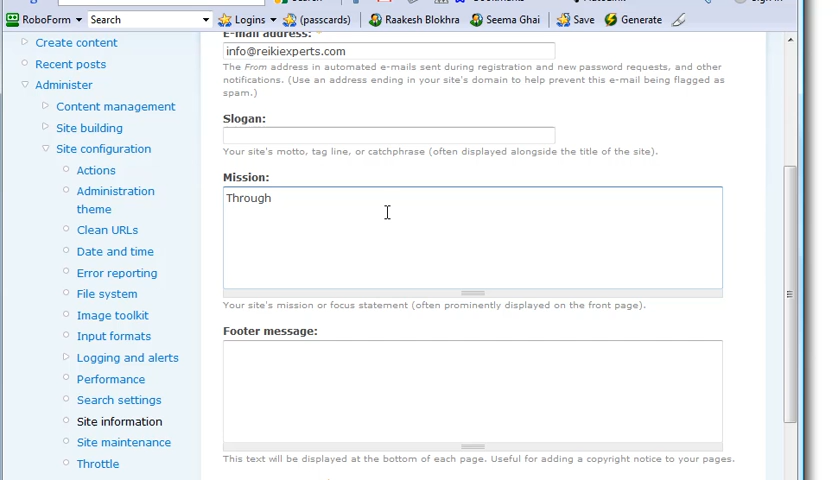 RoboForm Search Logins (passcards) Raakesh Blokhra Seema Ghai Save Generate
Create content
Recent posts
Administer
Content management
Site building
Site configuration
Actions
Administration
theme
Clean URLs
Date and time
Error reporting
File system
Image toolkit
Input formats
Logging and alerts
Performance
Search settings
Site information
Site maintenance
Throttle
E-mail address: *
info@reikiexperts.com
The From address in automated e-mails sent during registration and new password requests, and other
notifications. (Use an address ending in your site's domain to help prevent this e-mail being flagged as
spam.)
Slogan:
Your site's motto, tag line, or catchphrase (often displayed alongside the title of the site).
Mission:
Through
Your site's mission or focus statement (often prominently displayed on the front page).
Footer message:
This text will be displayed at the bottom of each page. Useful for adding a copyright notice to your pages.